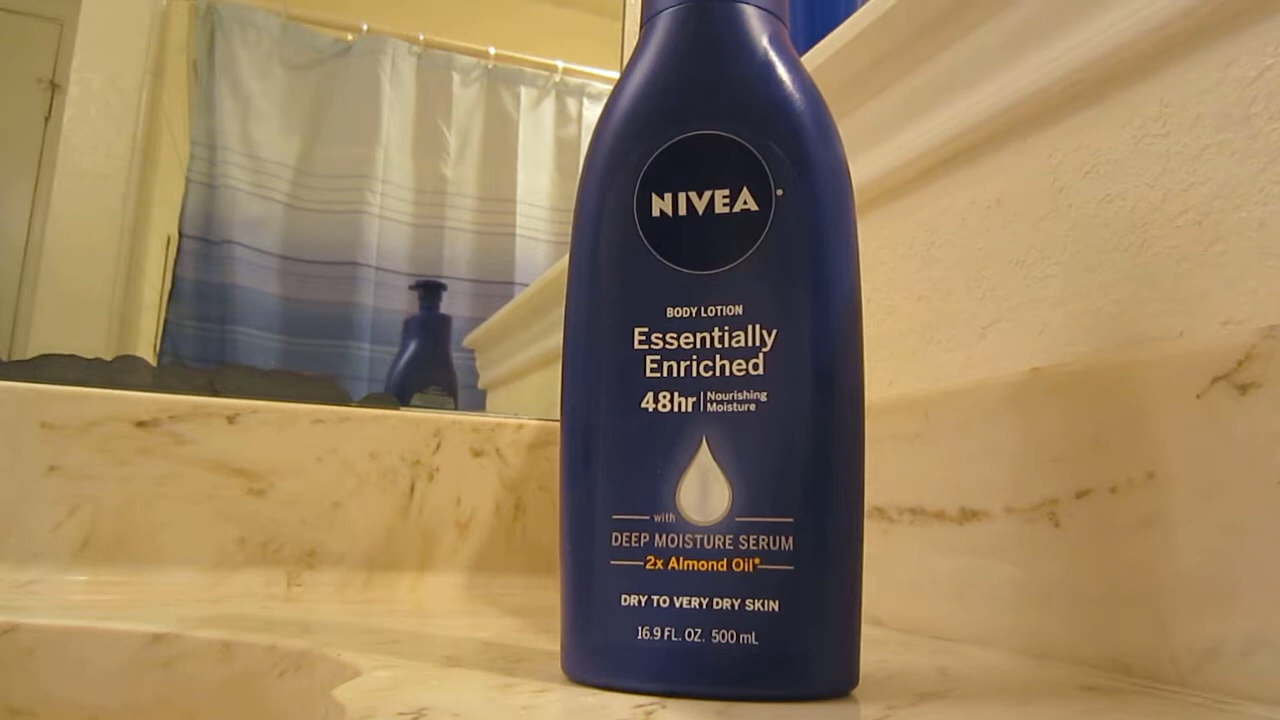 NIVEA®
BODY LOTION
Essentially
Enriched
48hr | Nourishing
Moisture
with
DEEP MOISTURE SERUM
2x Almond Oil*
DRY TO VERY DRY SKIN
16.9 FL. OZ. 500 mL